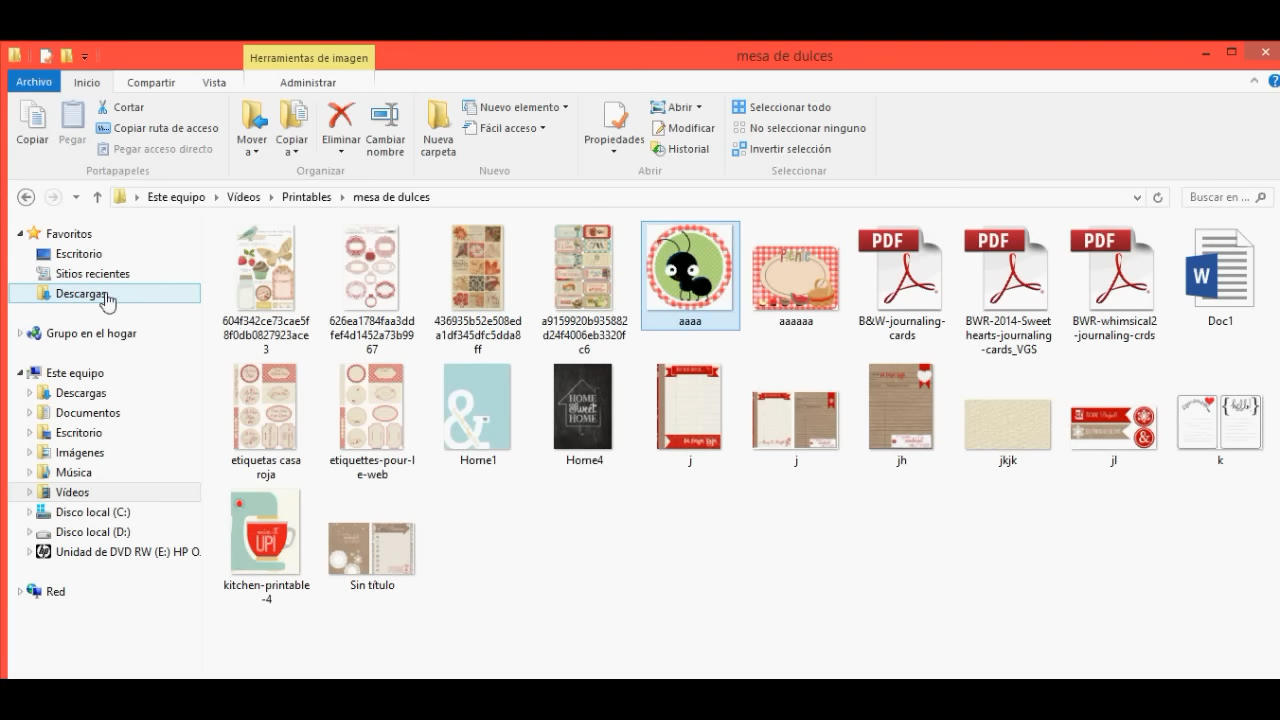 Herramientas de imagen
mesa de dulces
Archivo Inicio Compartir Vista Administrar
Copiar
Pegar
Cortar
Copiar ruta de acceso
Pegar acceso directo
Portapapeles
Mover
a
Copiar
a
Eliminar
Cambiar
nombre
Organizar
Nueva
carpeta
Nuevo elemento
Fácil acceso
Nuevo
Propiedades
Abrir
Modificar
Historial
Abrir
Seleccionar todo
No seleccionar ninguno
Invertir selección
Seleccionar
Este equipo Vídeos Printables mesa de dulces
Buscar en ...
Favoritos
Escritorio
Sitios recientes
Descargas
Grupo en el hogar
Este equipo
Descargas
Documentos
Escritorio
Imágenes
Música
Vídeos
Disco local (C:)
Disco local (D:)
Unidad de DVD RW (E:) HP O.
Red
604f342ce73cae5f
8f0db0827923ace
3
626ea1784faa3dd
fef4d1452a73b99
67
436935b52e508ed
a1df345dfc5dda8
ff
a9159920b935882
d24f4006eb3320f
c6
aaaa
Picnic
aaaaaa
PDF
B&W-journaling-
cards
PDF
BWR-2014-Sweet
hearts-journaling
-cards_VGS
PDF
BWR-whimsical2
-journaling-crds
W
Doc1
etiquetas casa
roja
etiquettes-pour-l
e-web
&
Home1
HOME
Sweet
HOME
Home4
j
j
jh
jkjk
&
jl
{hello!}
k
UP!
kitchen-printable
-4
Sin título